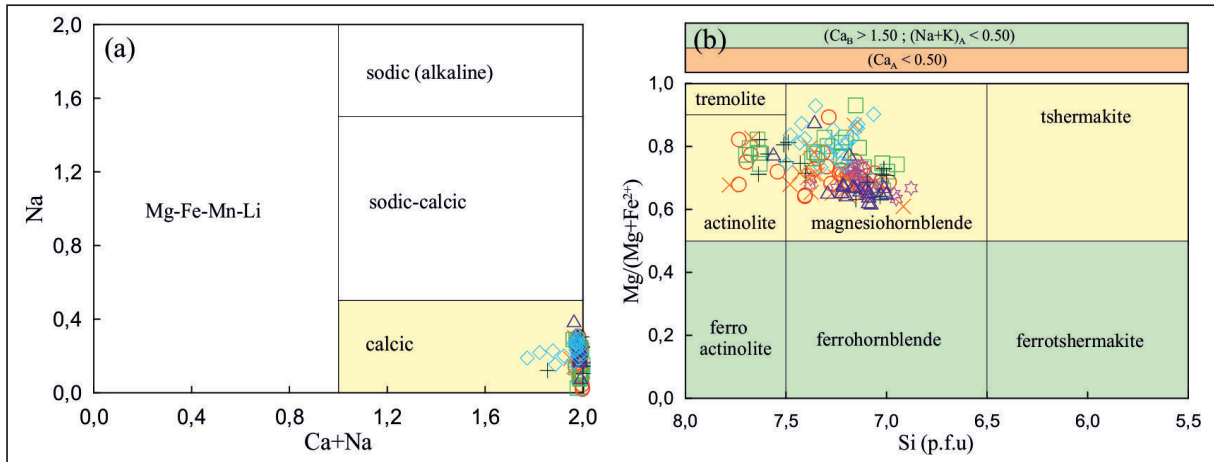 (a)
2,0
1,6
1,2
0,8
0,4
0,0
Na
sodic (alkaline)
sodic-calcic
Mg-Fe-Mn-Li
calcic
0,0 0,4 0,8 1,2 1,6 2,0
Ca+Na
(b)
(Ca_B > 1.50 ; (Na+K)_A < 0.50)
(Ca_A < 0.50)
1,0
0,8
0,6
0,4
0,2
0,0
Mg/(Mg+Fe²⁺)
tremolite
tshermakite
actinolite
magnesiohornblende
ferro
actinolite
ferrohornblende
ferrotshermakite
8,0 7,5 7,0 6,5 6,0 5,5
Si (p.f.u)